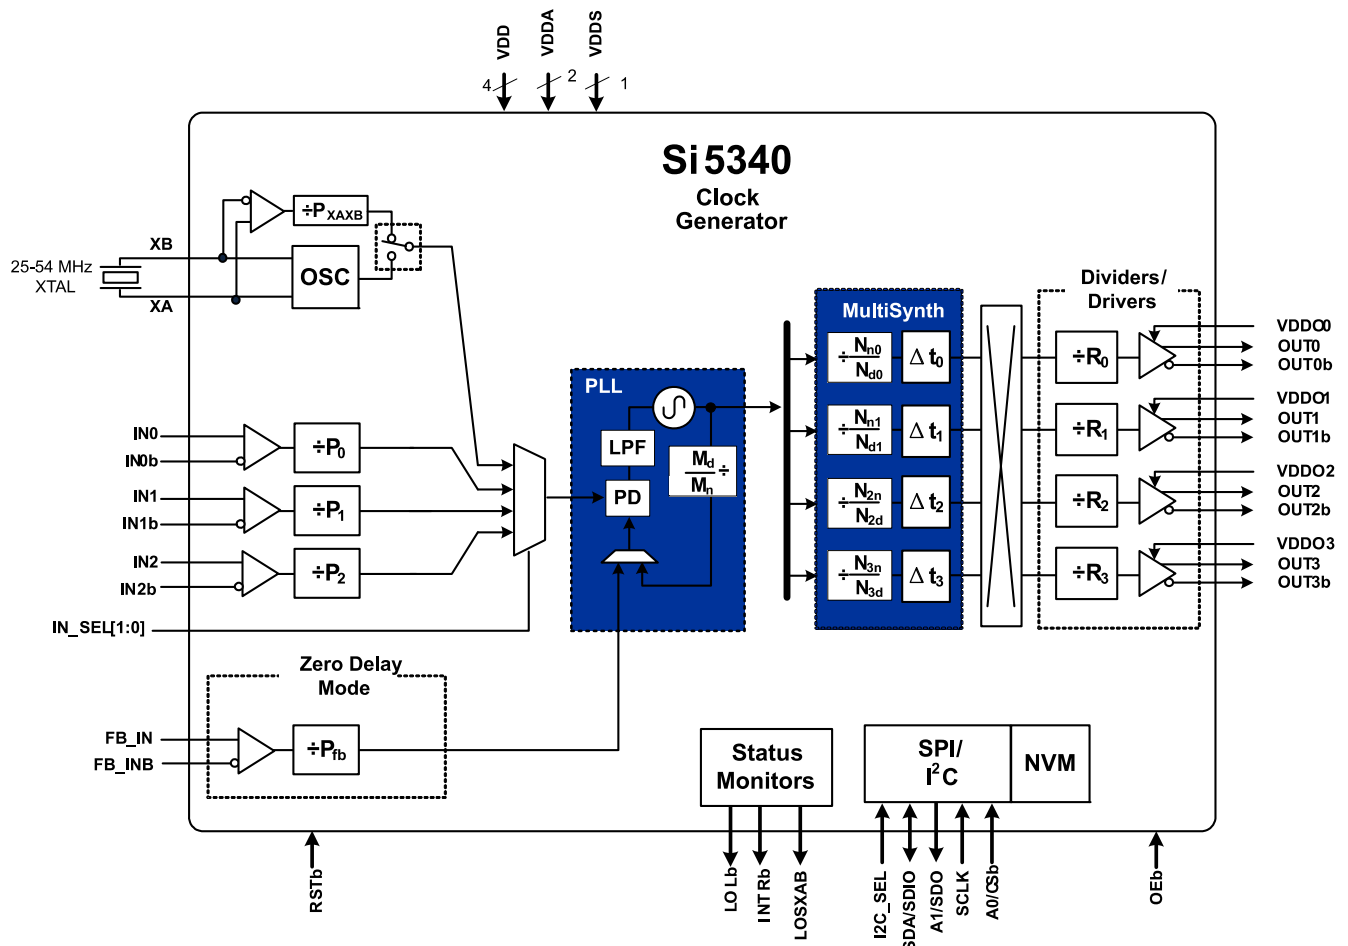 VDD
VDDA
VDDS
4
2
1
Si5340
Clock
Generator
÷PXAXB
XB
25-54 MHz
XTAL
OSC
XA
Dividers/
Drivers
MultiSynth
VDDO0
÷Nn0/Nd0
Δt0
÷R0
OUT0
OUT0b
PLL
VDDO1
÷Nn1/Nd1
Δt1
÷R1
OUT1
OUT1b
IN0
÷P0
IN0b
LPF
Md/Mn÷
IN1
÷P1
IN1b
PD
VDDO2
÷N2n/N2d
Δt2
÷R2
OUT2
OUT2b
IN2
÷P2
IN2b
VDDO3
÷N3n/N3d
Δt3
÷R3
OUT3
OUT3b
IN_SEL[1:0]
Zero Delay
Mode
FB_IN
÷Pfb
FB_INB
Status
Monitors
SPI/
I²C
NVM
RSTb
LOLb
INTRb
LOSXAB
I2C_SEL
SDA/SDIO
A1/SDO
SCLK
A0/CSb
OEb